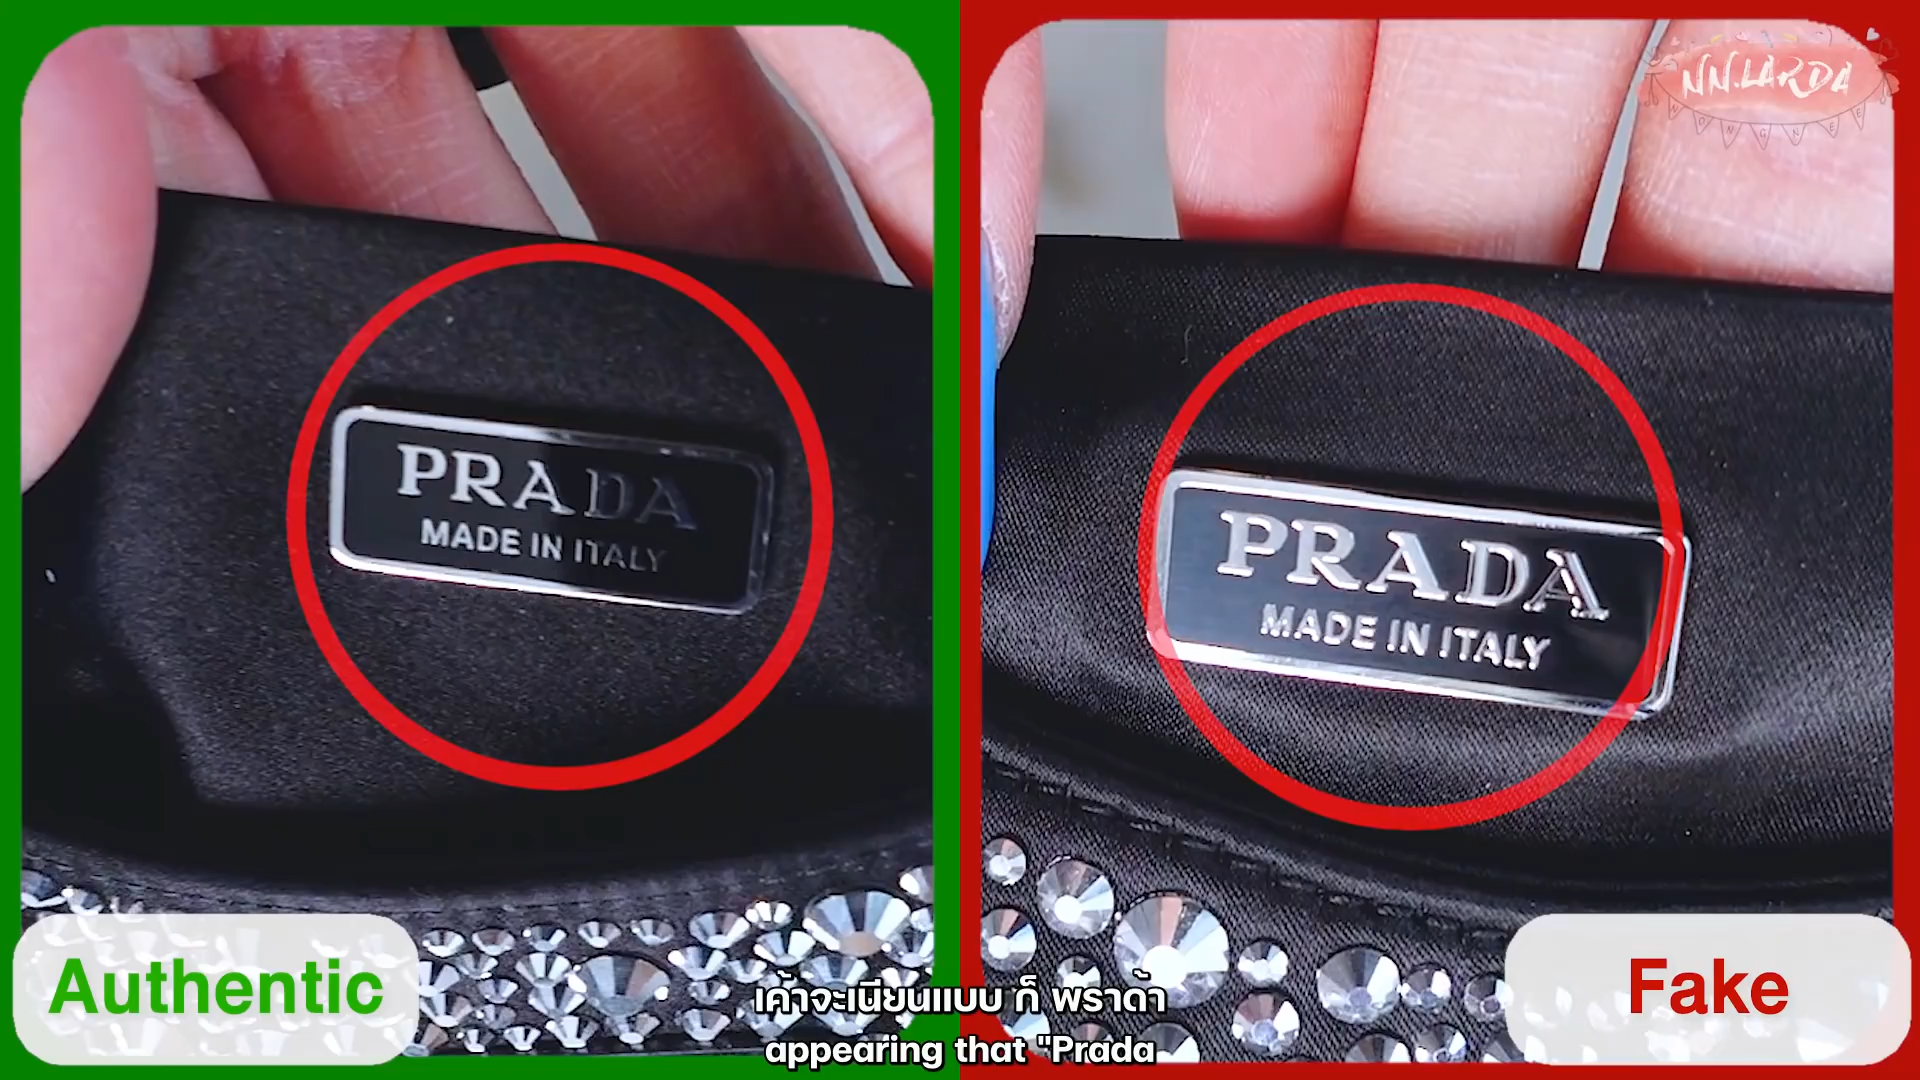 NN.LARDA
WONGNEE
PRADA
MADE IN ITALY
PRADA
MADE IN ITALY
Authentic
Fake
เค้าจะเนียนแบบ ก็ พราด้า
appearing that "Prada